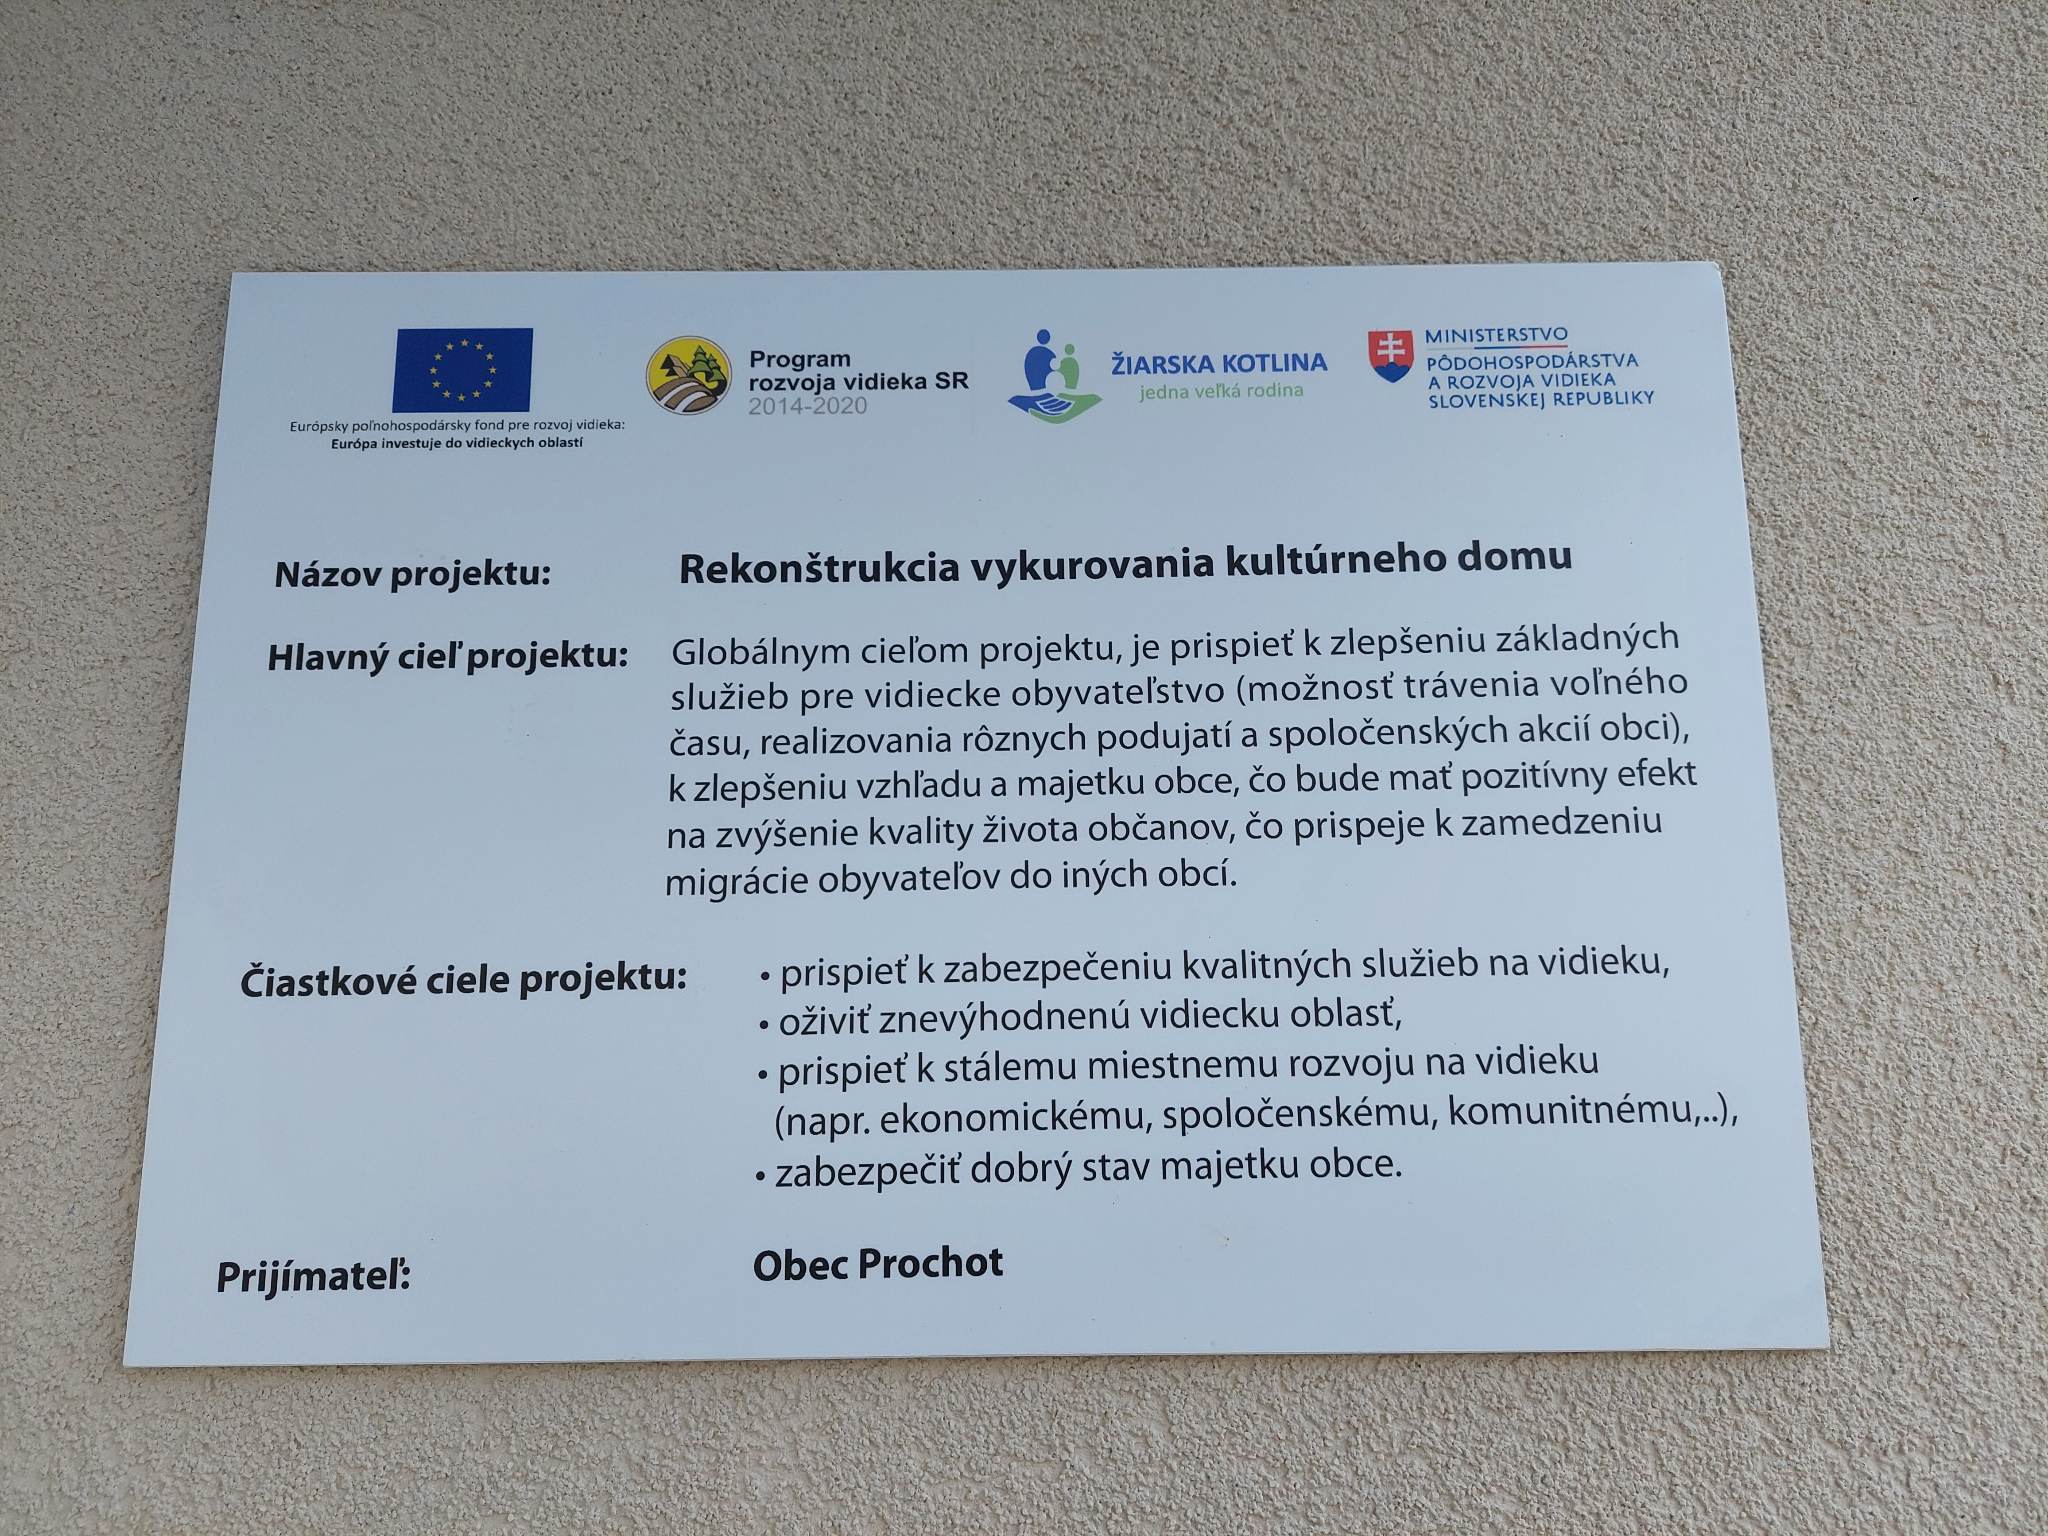 Európsky poľnohospodársky fond pre rozvoj vidieka:
Európa investuje do vidieckych oblastí
Program
rozvoja vidieka SR
2014-2020
ŽIARSKA KOTLINA
jedna veľká rodina
MINISTERSTVO
PÔDOHOSPODÁRSTVA
A ROZVOJA VIDIEKA
SLOVENSKEJ REPUBLIKY
Názov projektu: Rekonštrukcia vykurovania kultúrneho domu
Hlavný cieľ projektu: Globálnym cieľom projektu, je prispieť k zlepšeniu základných
služieb pre vidiecke obyvateľstvo (možnosť trávenia voľného
času, realizovania rôznych podujatí a spoločenských akcií obci),
k zlepšeniu vzhľadu a majetku obce, čo bude mať pozitívny efekt
na zvýšenie kvality života občanov, čo prispeje k zamedzeniu
migrácie obyvateľov do iných obcí.
Čiastkové ciele projektu: • prispieť k zabezpečeniu kvalitných služieb na vidieku,
• oživiť znevýhodnenú vidiecku oblasť,
• prispieť k stálemu miestnemu rozvoju na vidieku
(napr. ekonomickému, spoločenskému, komunitnému,..),
• zabezpečiť dobrý stav majetku obce.
Prijímateľ: Obec Prochot